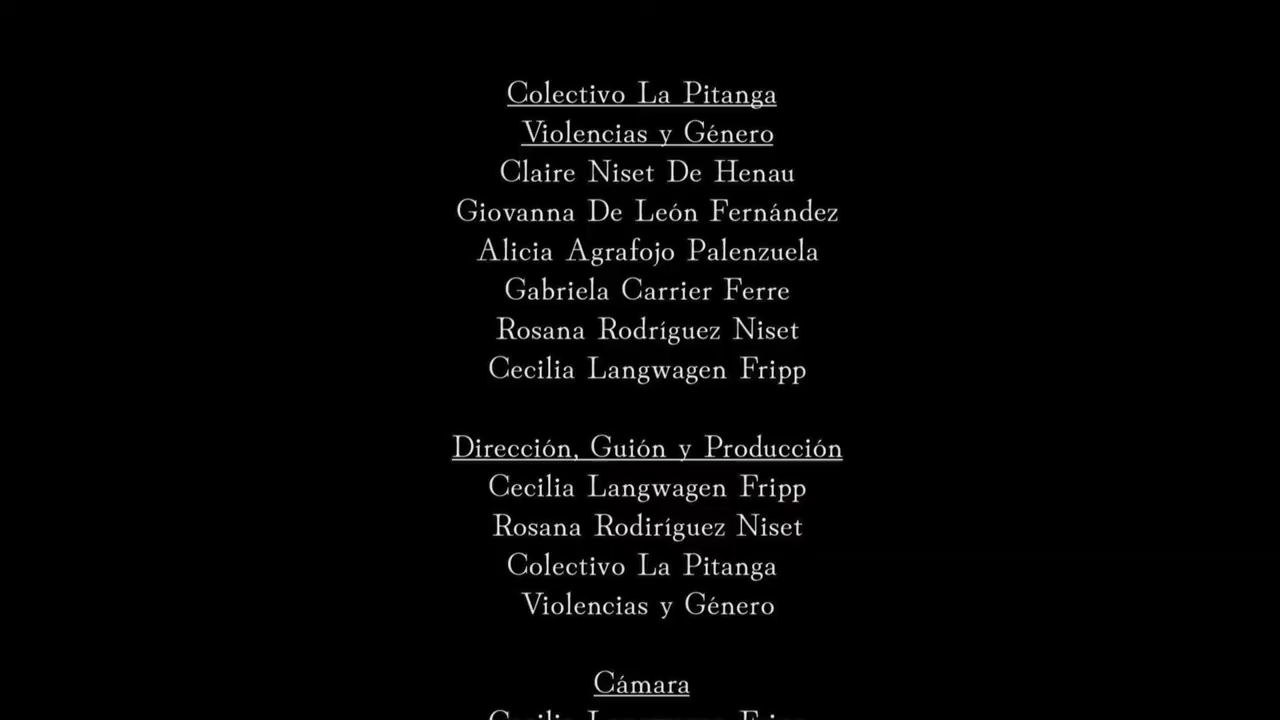 Colectivo La Pitanga
Violencias y Género
Claire Niset De Henau
Giovanna De León Fernández
Alicia Agrafojo Palenzuela
Gabriela Carrier Ferre
Rosana Rodríguez Niset
Cecilia Langwagen Fripp
Dirección, Guión y Producción
Cecilia Langwagen Fripp
Rosana Rodiríguez Niset
Colectivo La Pitanga
Violencias y Género
Cámara